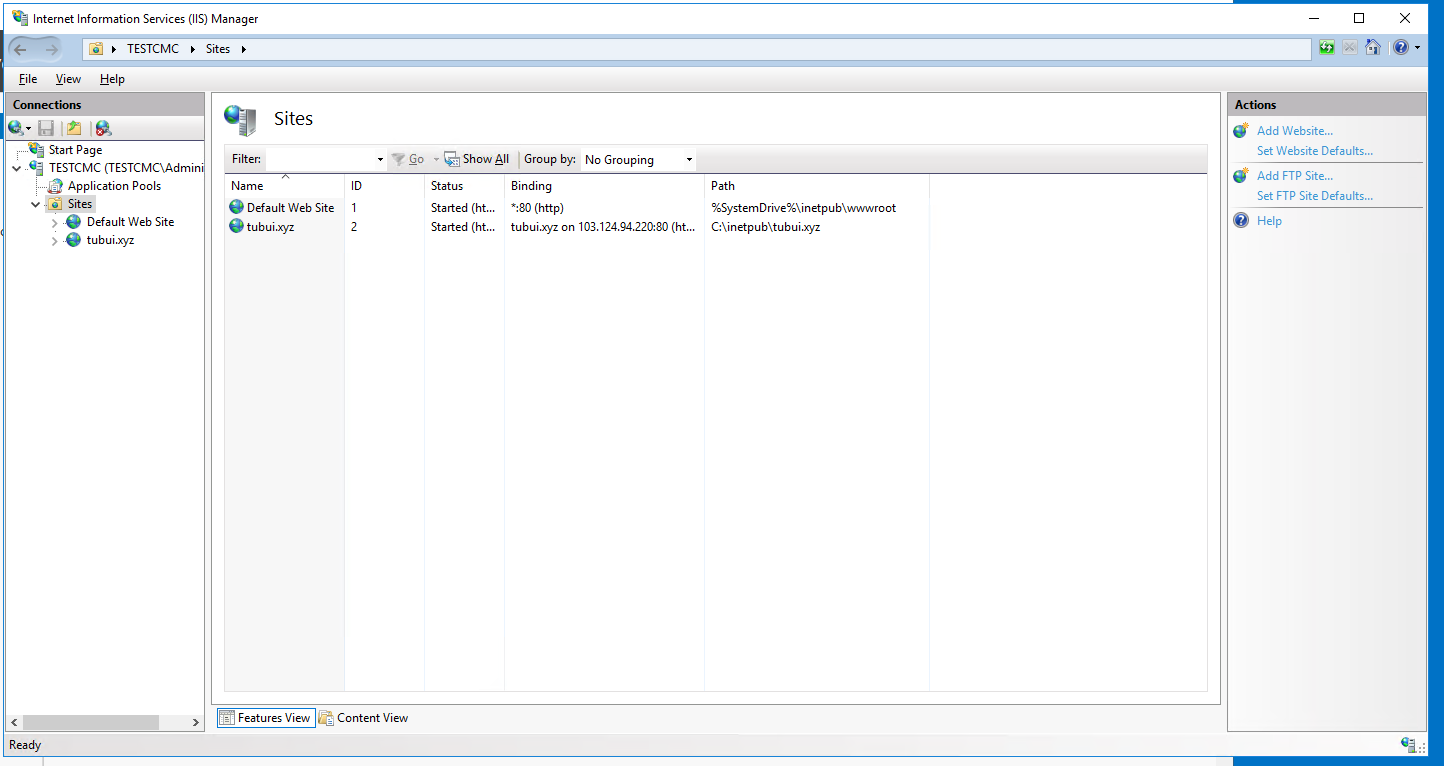 Internet Information Services (IIS) Manager
TESTCMC Sites
File View Help
Connections
Start Page
TESTCMC (TESTCMC\Admini
Application Pools
Sites
Default Web Site
tubui.xyz
Sites
Filter: Go Show All Group by: No Grouping
Name ID Status Binding Path
Default Web Site 1 Started (ht... *:80 (http) %SystemDrive%\inetpub\wwwroot
tubui.xyz 2 Started (ht... tubui.xyz on 103.124.94.220:80 (ht... C:\inetpub\tubui.xyz
Features View Content View
Actions
Add Website...
Set Website Defaults...
Add FTP Site...
Set FTP Site Defaults...
Help
Ready